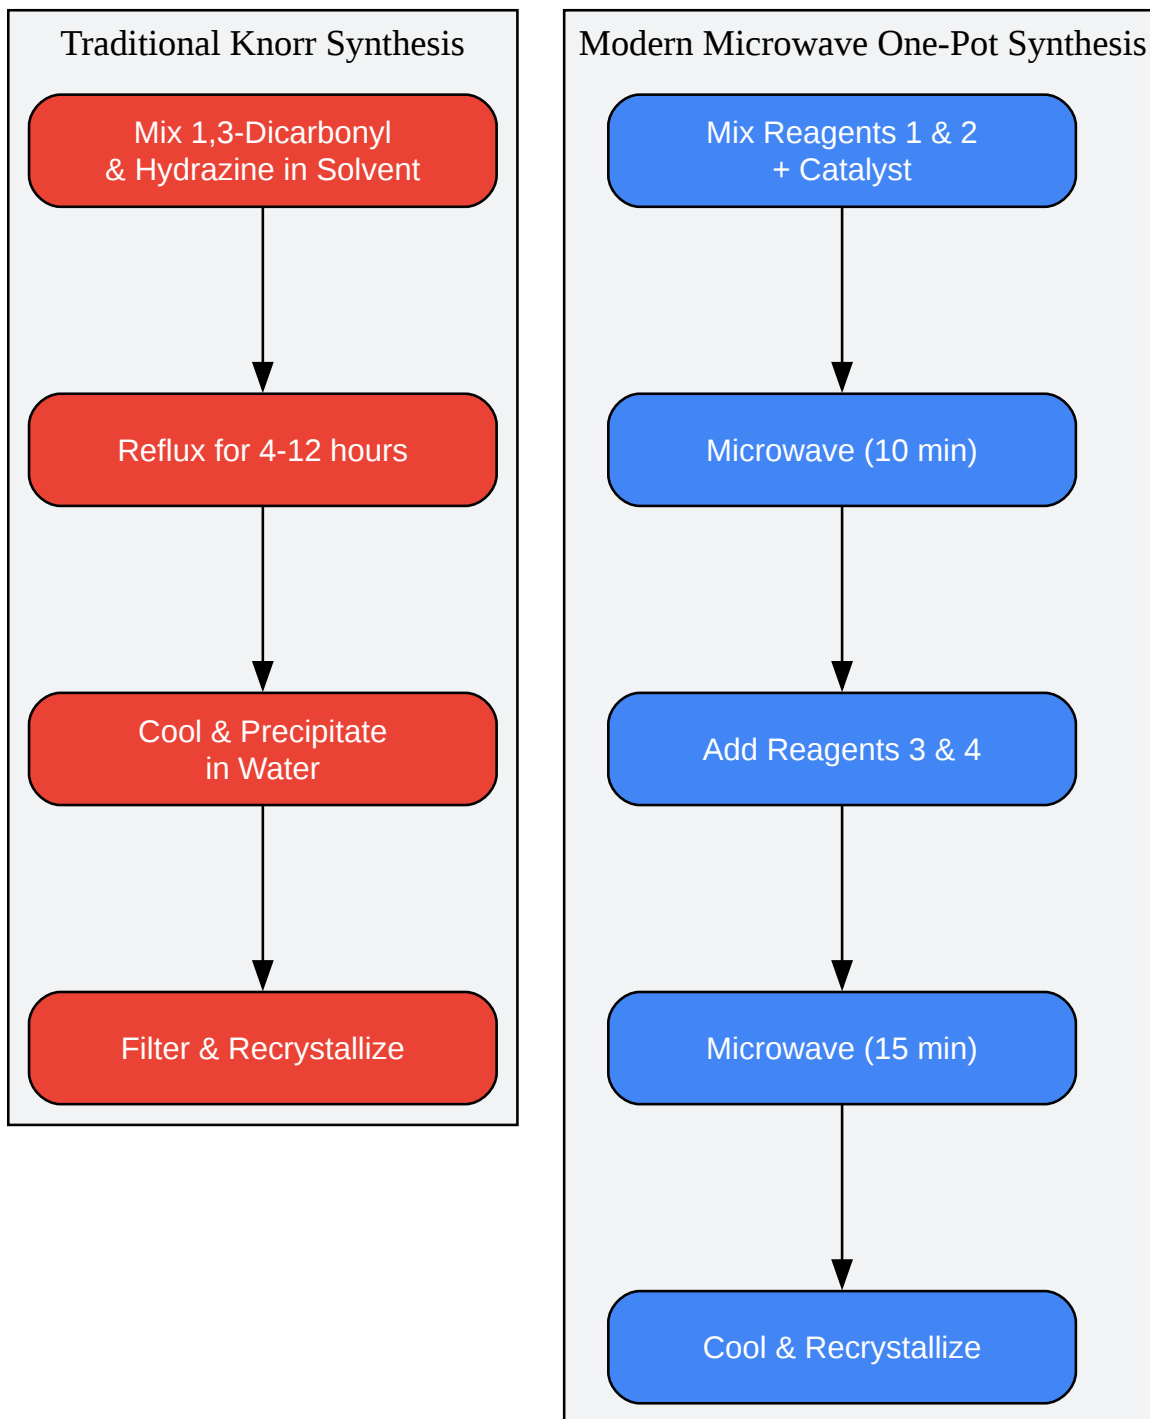 Traditional Knorr Synthesis
Mix 1,3-Dicarbonyl
& Hydrazine in Solvent
Reflux for 4-12 hours
Cool & Precipitate
in Water
Filter & Recrystallize
Modern Microwave One-Pot Synthesis
Mix Reagents 1 & 2
+ Catalyst
Microwave (10 min)
Add Reagents 3 & 4
Microwave (15 min)
Cool & Recrystallize